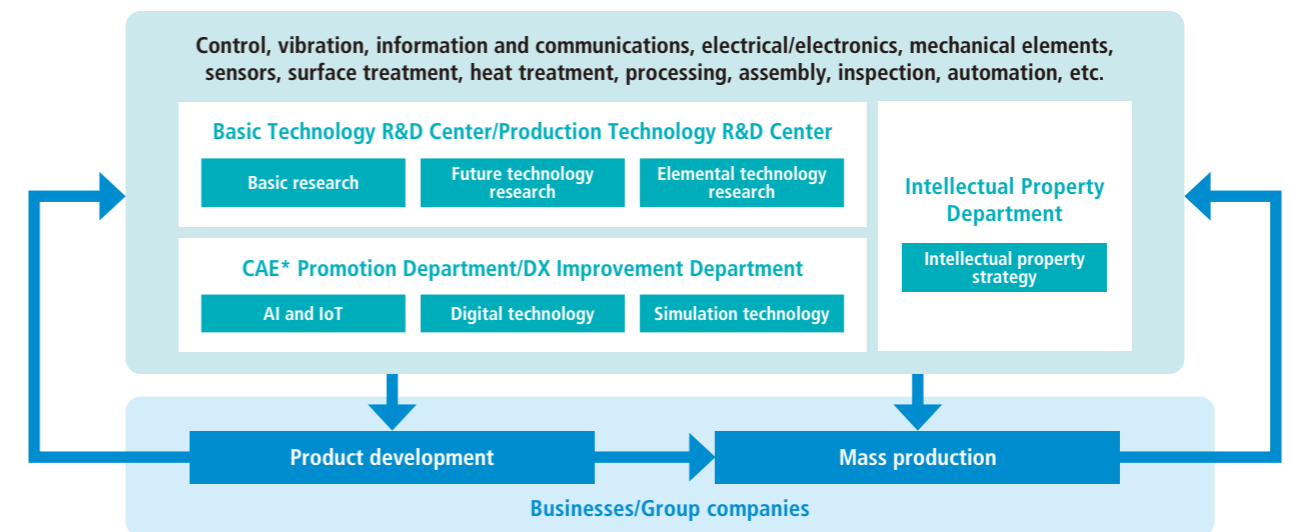 Control, vibration, information and communications, electrical/electronics, mechanical elements,
sensors, surface treatment, heat treatment, processing, assembly, inspection, automation, etc.
Basic Technology R&D Center/Production Technology R&D Center
Basic research
Future technology
research
Elemental technology
research
CAE* Promotion Department/DX Improvement Department
AI and IoT
Digital technology
Simulation technology
Intellectual Property
Department
Intellectual property
strategy
Product development
Mass production
Businesses/Group companies